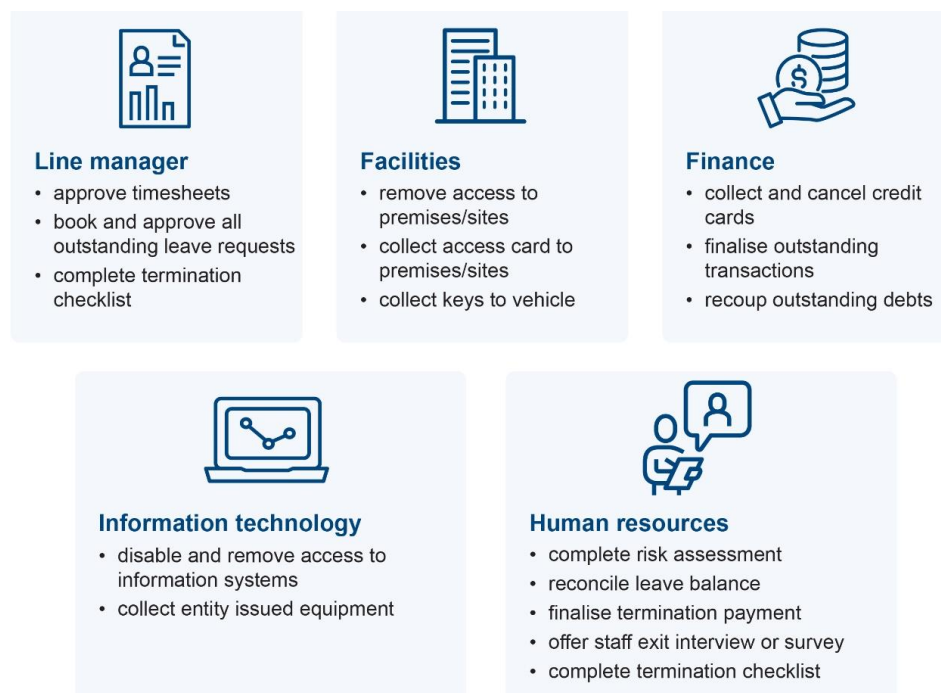 Line manager
• approve timesheets
• book and approve all
outstanding leave requests
• complete termination
checklist
Facilities
• remove access to
premises/sites
• collect access card to
premises/sites
• collect keys to vehicle
$
Finance
• collect and cancel credit
cards
• finalise outstanding
transactions
• recoup outstanding debts
Information technology
• disable and remove access to
information systems
• collect entity issued equipment
Human resources
• complete risk assessment
• reconcile leave balance
• finalise termination payment
• offer staff exit interview or survey
• complete termination checklist